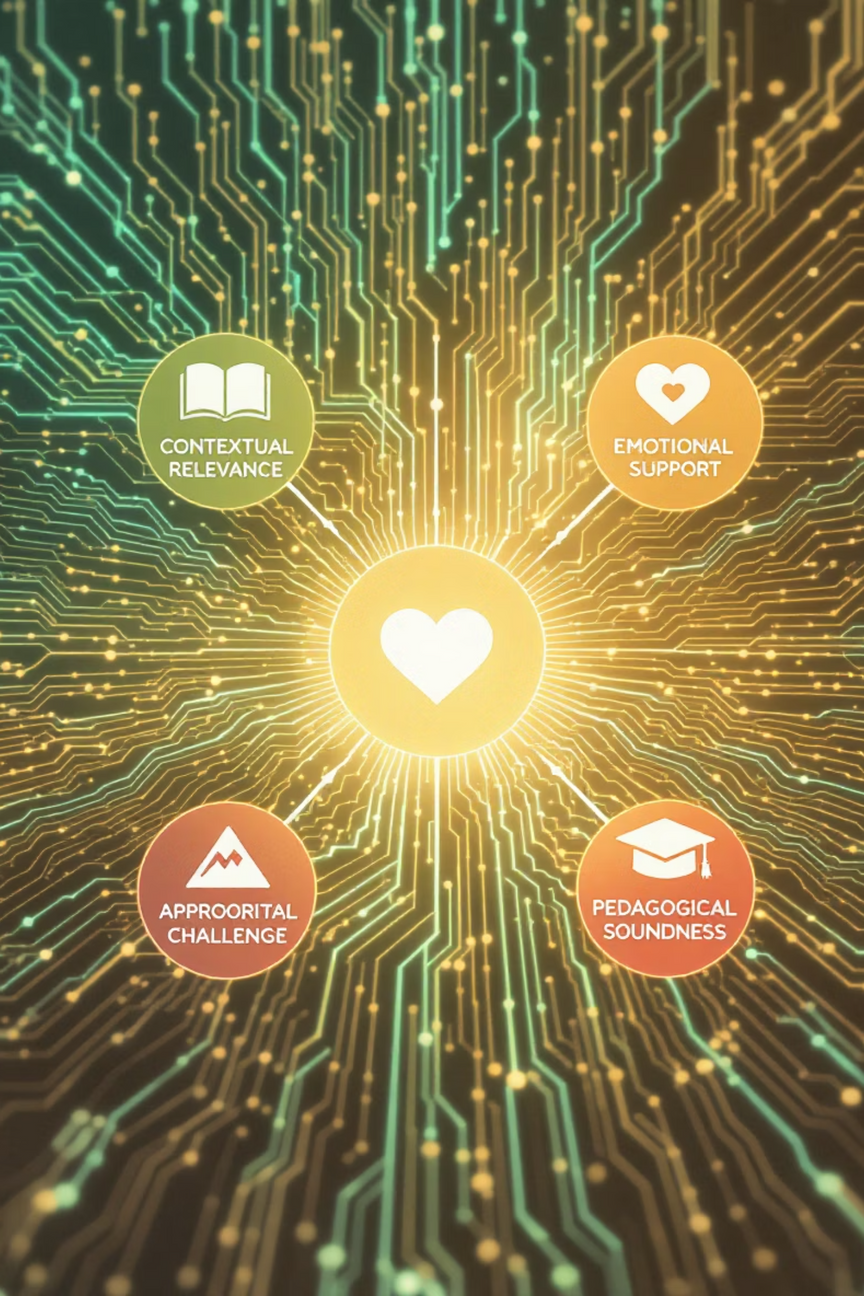 CONTEXTUAL
RELEVANCE
EMOTIONAL
SUPPORT
APPROORITAL
CHALLENGE
PEDAGOGICAL
SOUNDNESS